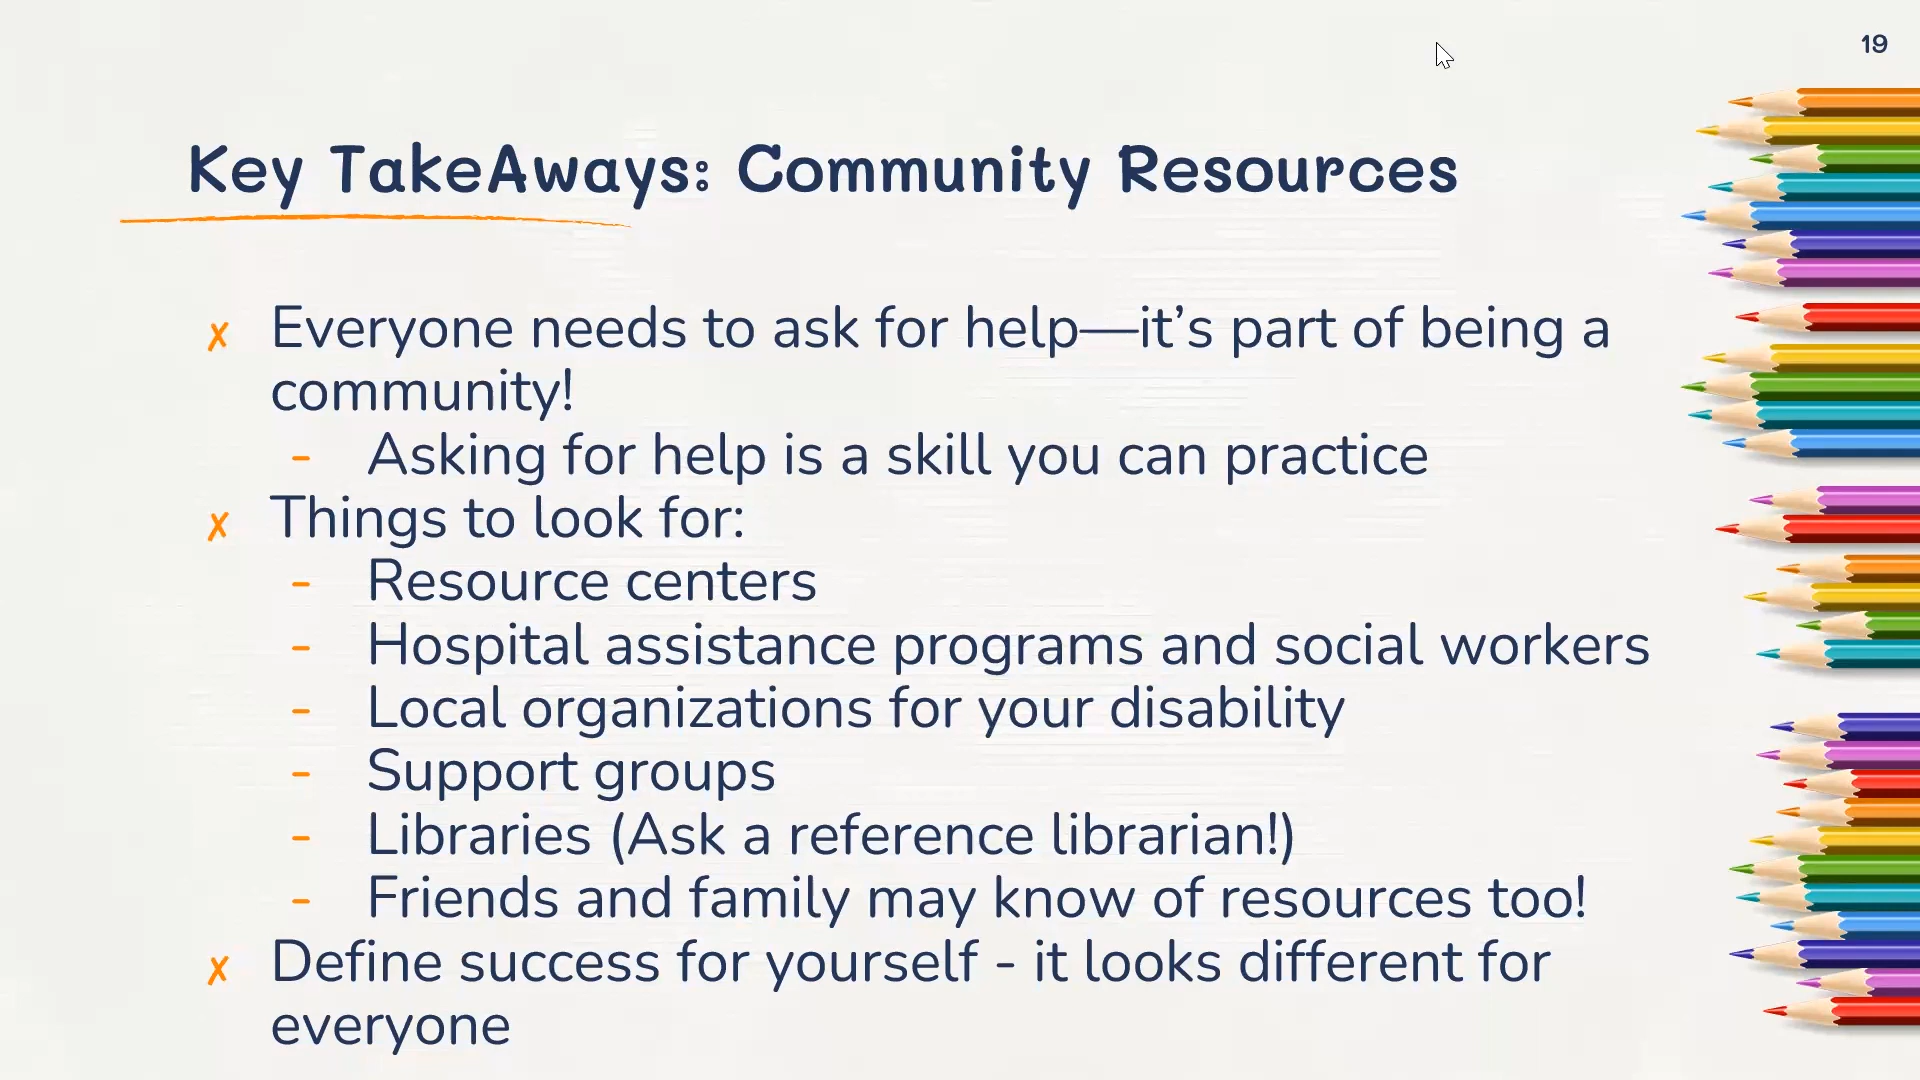 19
Key TakeAways: Community Resources
✗ Everyone needs to ask for help—it’s part of being a
community!
- Asking for help is a skill you can practice
✗ Things to look for:
- Resource centers
- Hospital assistance programs and social workers
- Local organizations for your disability
- Support groups
- Libraries (Ask a reference librarian!)
- Friends and family may know of resources too!
✗ Define success for yourself - it looks different for
everyone